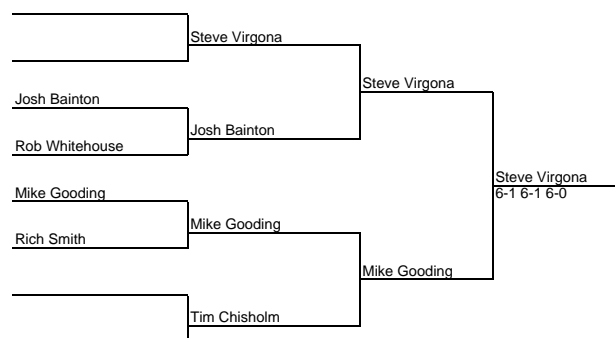 Steve Virgona
Steve Virgona
Josh Bainton
Josh Bainton
Rob Whitehouse
Steve Virgona
6-1 6-1 6-0
Mike Gooding
Mike Gooding
Rich Smith
Mike Gooding
Tim Chisholm